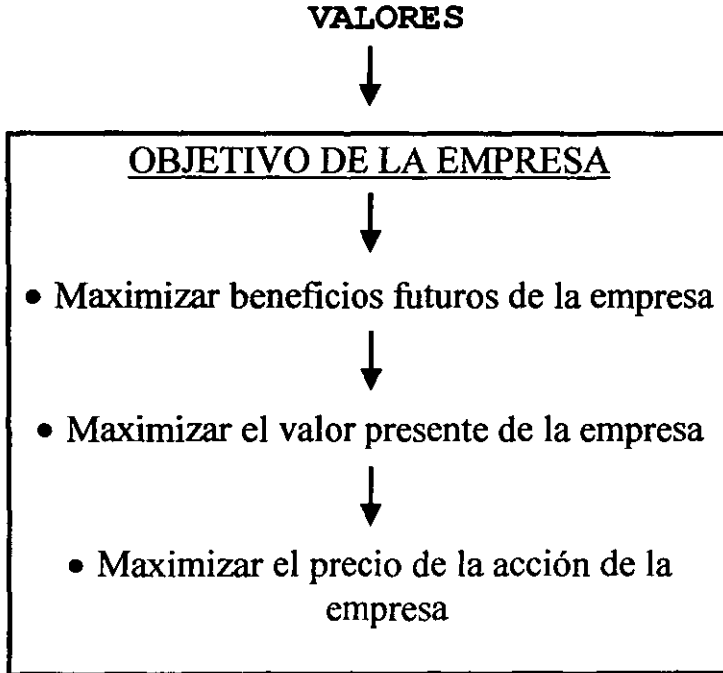 VALORES
OBJETIVO DE LA EMPRESA
• Maximizar beneficios futuros de la empresa
• Maximizar el valor presente de la empresa
• Maximizar el precio de la acción de la
empresa